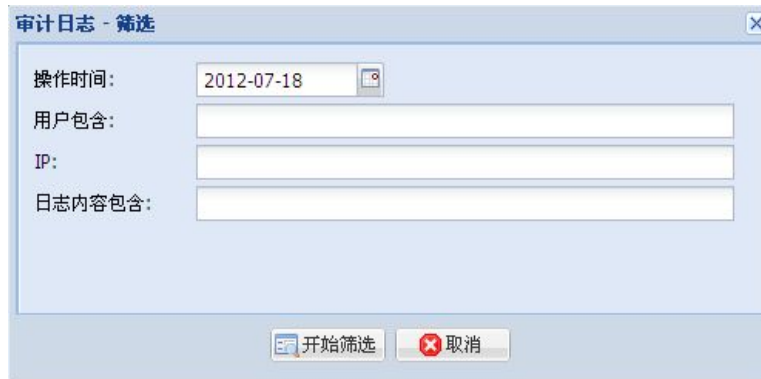 审计日志 - 筛选
操作时间: 2012-07-18
用户包含:
IP:
日志内容包含:
开始筛选 取消